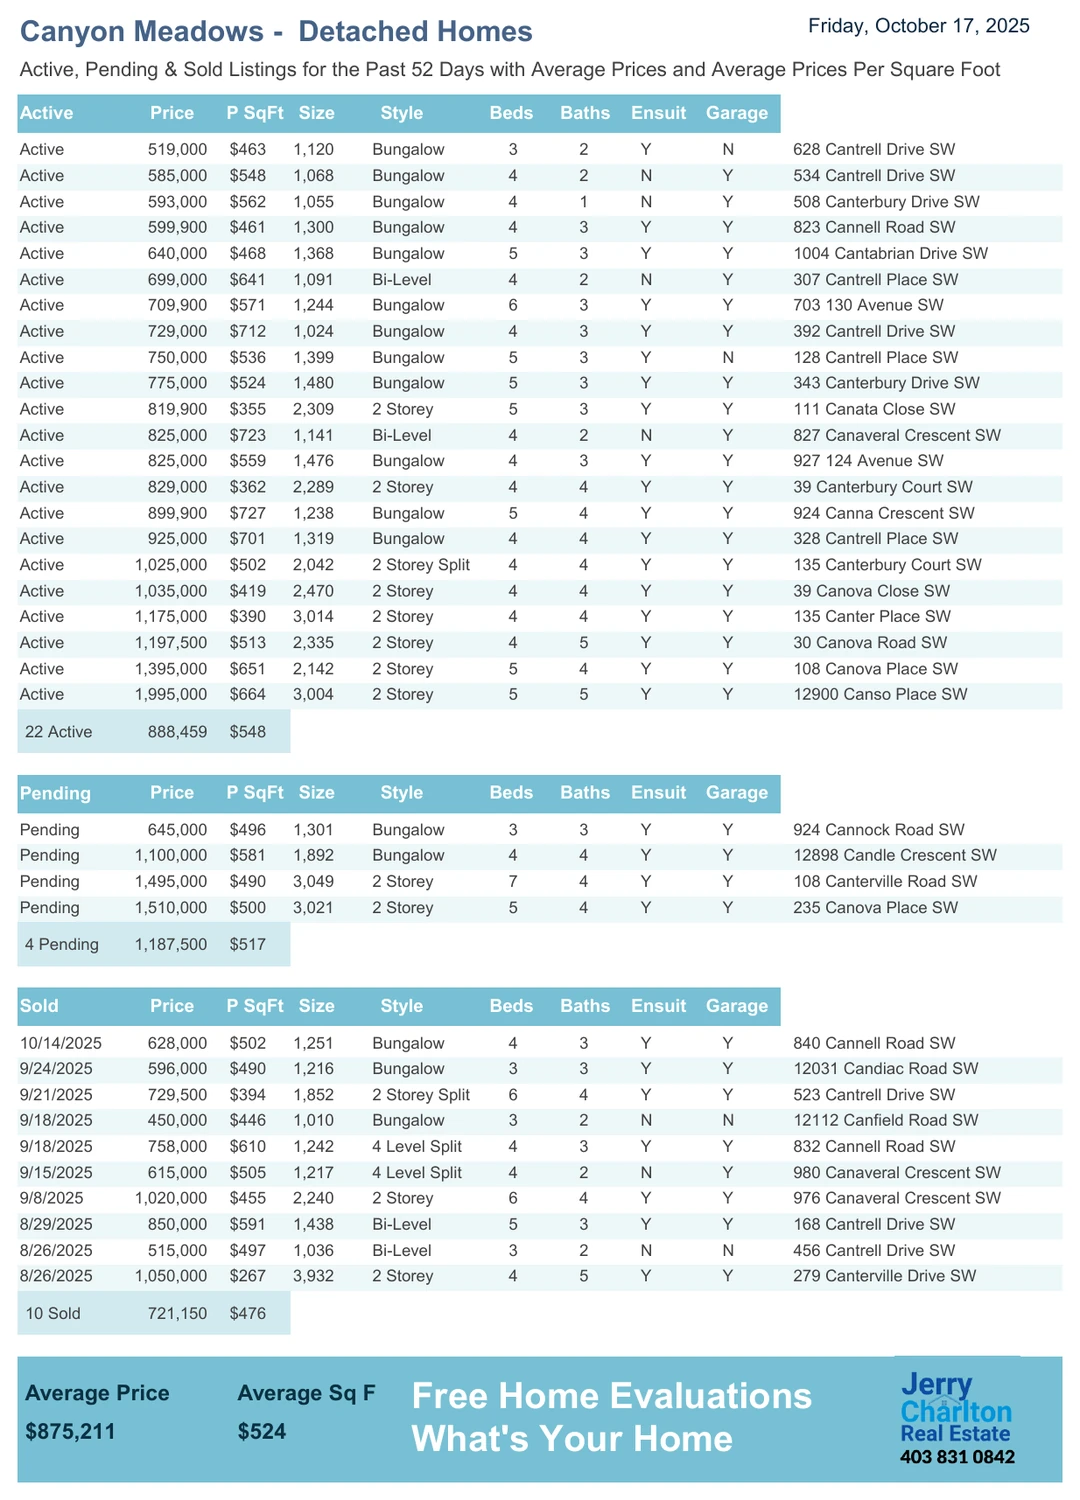 Canyon Meadows -  Detached Homes
Friday, October 17, 2025
Active, Pending & Sold Listings for the Past 52 Days with Average Prices and Average Prices Per Square Foot
Active Price P SqFt Size Style Beds Baths Ensuit Garage
Active 519,000 $463 1,120 Bungalow 3 2 Y N 628 Cantrell Drive SW
Active 585,000 $548 1,068 Bungalow 4 2 N Y 534 Cantrell Drive SW
Active 593,000 $562 1,055 Bungalow 4 1 N Y 508 Canterbury Drive SW
Active 599,900 $461 1,300 Bungalow 4 3 Y Y 823 Cannell Road SW
Active 640,000 $468 1,368 Bungalow 5 3 Y Y 1004 Cantabrian Drive SW
Active 699,000 $641 1,091 Bi-Level 4 2 N Y 307 Cantrell Place SW
Active 709,900 $571 1,244 Bungalow 6 3 Y Y 703 130 Avenue SW
Active 729,000 $712 1,024 Bungalow 4 3 Y Y 392 Cantrell Drive SW
Active 750,000 $536 1,399 Bungalow 5 3 Y N 128 Cantrell Place SW
Active 775,000 $524 1,480 Bungalow 5 3 Y Y 343 Canterbury Drive SW
Active 819,900 $355 2,309 2 Storey 5 3 Y Y 111 Canata Close SW
Active 825,000 $723 1,141 Bi-Level 4 2 N Y 827 Canaveral Crescent SW
Active 825,000 $559 1,476 Bungalow 4 3 Y Y 927 124 Avenue SW
Active 829,000 $362 2,289 2 Storey 4 4 Y Y 39 Canterbury Court SW
Active 899,900 $727 1,238 Bungalow 5 4 Y Y 924 Canna Crescent SW
Active 925,000 $701 1,319 Bungalow 4 4 Y Y 328 Cantrell Place SW
Active 1,025,000 $502 2,042 2 Storey Split 4 4 Y Y 135 Canterbury Court SW
Active 1,035,000 $419 2,470 2 Storey 4 4 Y Y 39 Canova Close SW
Active 1,175,000 $390 3,014 2 Storey 4 4 Y Y 135 Canter Place SW
Active 1,197,500 $513 2,335 2 Storey 4 5 Y Y 30 Canova Road SW
Active 1,395,000 $651 2,142 2 Storey 5 4 Y Y 108 Canova Place SW
Active 1,995,000 $664 3,004 2 Storey 5 5 Y Y 12900 Canso Place SW
22 Active 888,459 $548
Pending Price P SqFt Size Style Beds Baths Ensuit Garage
Pending 645,000 $496 1,301 Bungalow 3 3 Y Y 924 Cannock Road SW
Pending 1,100,000 $581 1,892 Bungalow 4 4 Y Y 12898 Candle Crescent SW
Pending 1,495,000 $490 3,049 2 Storey 7 4 Y Y 108 Canterville Road SW
Pending 1,510,000 $500 3,021 2 Storey 5 4 Y Y 235 Canova Place SW
4 Pending 1,187,500 $517
Sold Price P SqFt Size Style Beds Baths Ensuit Garage
10/14/2025 628,000 $502 1,251 Bungalow 4 3 Y Y 840 Cannell Road SW
9/24/2025 596,000 $490 1,216 Bungalow 3 3 Y Y 12031 Candiac Road SW
9/21/2025 729,500 $394 1,852 2 Storey Split 6 4 Y Y 523 Cantrell Drive SW
9/18/2025 450,000 $446 1,010 Bungalow 3 2 N N 12112 Canfield Road SW
9/18/2025 758,000 $610 1,242 4 Level Split 4 3 Y Y 832 Cannell Road SW
9/15/2025 615,000 $505 1,217 4 Level Split 4 2 N Y 980 Canaveral Crescent SW
9/8/2025 1,020,000 $455 2,240 2 Storey 6 4 Y Y 976 Canaveral Crescent SW
8/29/2025 850,000 $591 1,438 Bi-Level 5 3 Y Y 168 Cantrell Drive SW
8/26/2025 515,000 $497 1,036 Bi-Level 3 2 N N 456 Cantrell Drive SW
8/26/2025 1,050,000 $267 3,932 2 Storey 4 5 Y Y 279 Canterville Drive SW
10 Sold 721,150 $476
Average Price Average Sq F
$875,211 $524
Free Home Evaluations
What's Your Home
Jerry
Charlton
Real Estate
403 831 0842